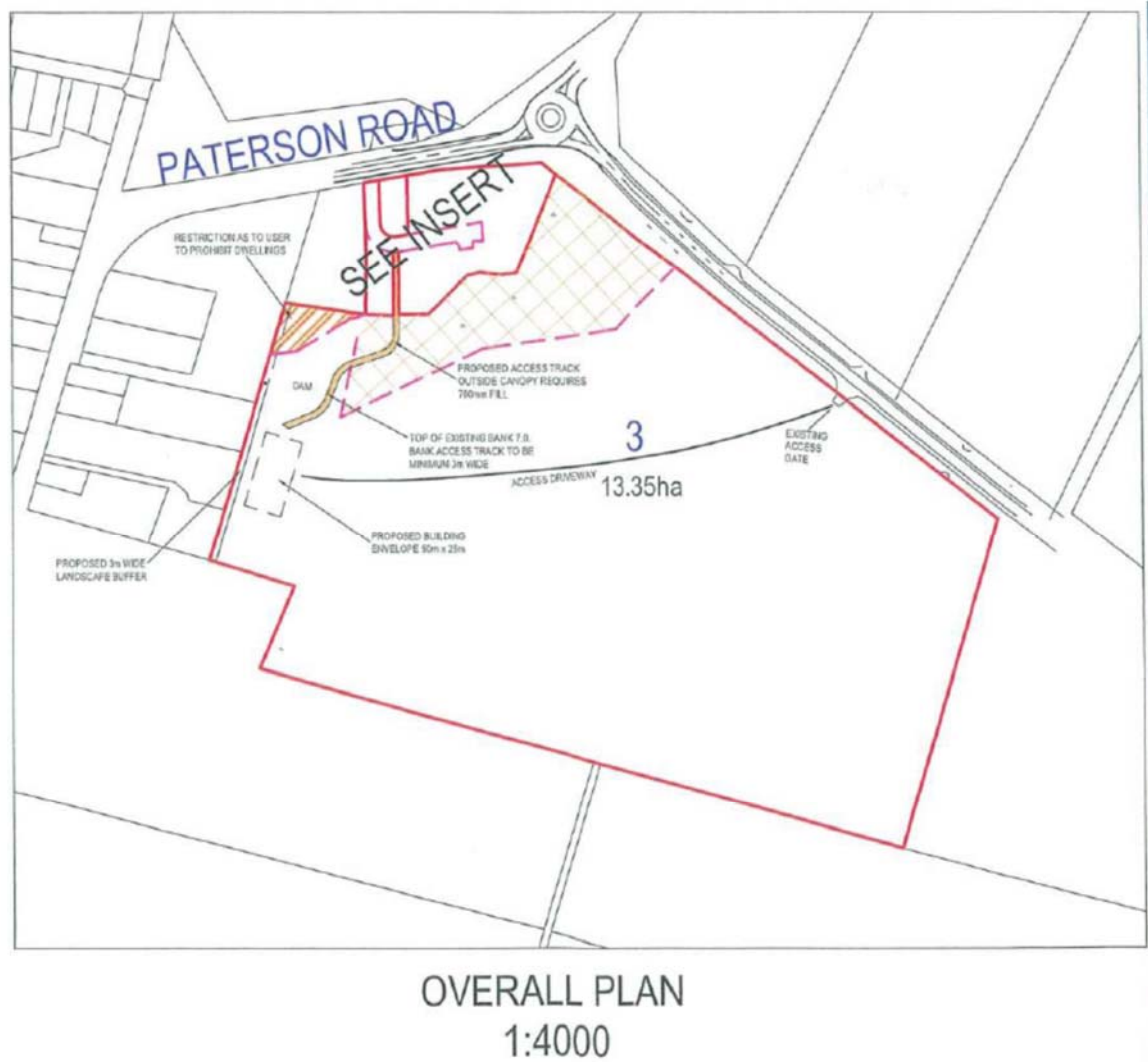 PATERSON ROAD
SEE INSERT
RESTRICTION AS TO USER
TO PROHIBIT DWELLINGS
DAM
PROPOSED ACCESS TRACK
OUTSIDE CANOPY REQUIRES
TOP OF EXISTING BANK
BANK ACCESS TRACK TO BE
MINIMUM 3m WIDE
3
13.35ha
ACCESS DRIVEWAY
EXISTING
ACCESS
GATE
PROPOSED BUILDING
ENVELOPE
PROPOSED 3m WIDE
LANDSCAPE BUFFER
OVERALL PLAN
1:4000